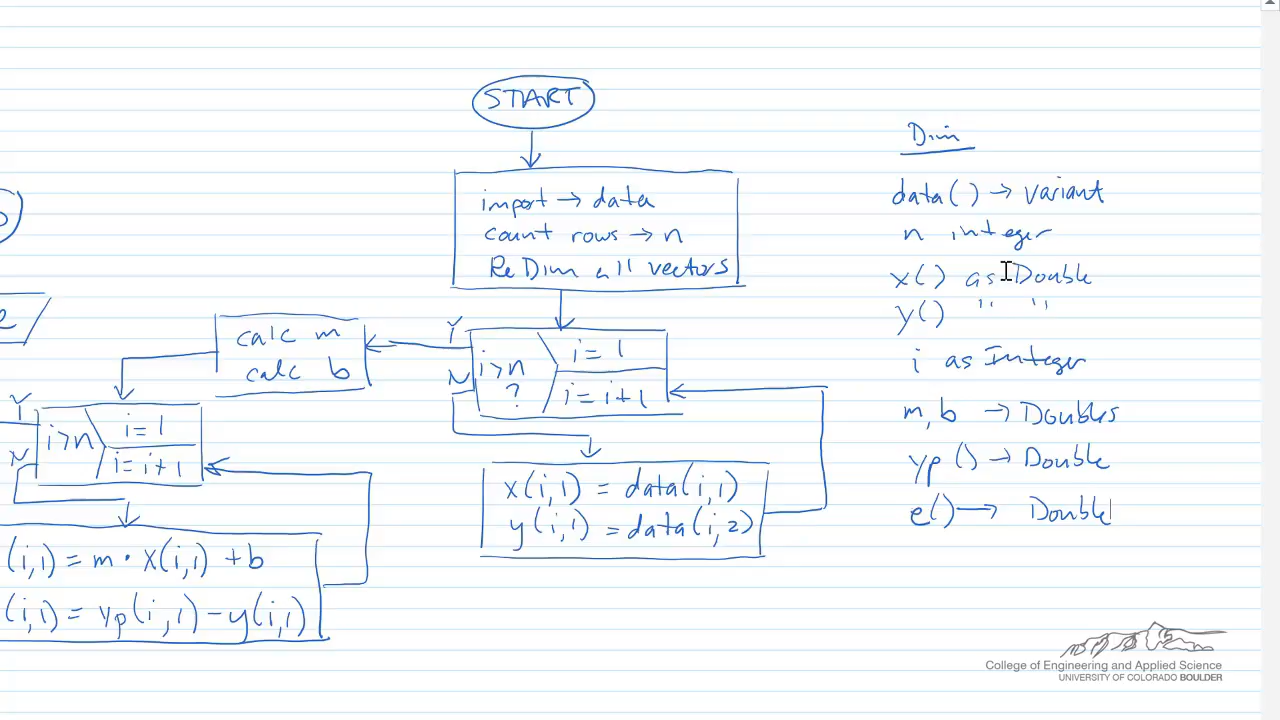 START
import → data
count rows → n
ReDim all vectors
i>n
?
i = 1
i = i+1
Y
N
x(i,1) = data(i,1)
y(i,1) = data(i,2)
calc m
calc b
Y
N
i>n
i = 1
i = i+1
(i,1) = m · x(i,1) + b
(i,1) = yp(i,1) - y(i,1)
Dim
data() → variant
n integer
x() as Double
y() " "
i as Integer
m, b → Doubles
yp() → Double
e() → Double
College of Engineering and Applied Science
UNIVERSITY OF COLORADO BOULDER